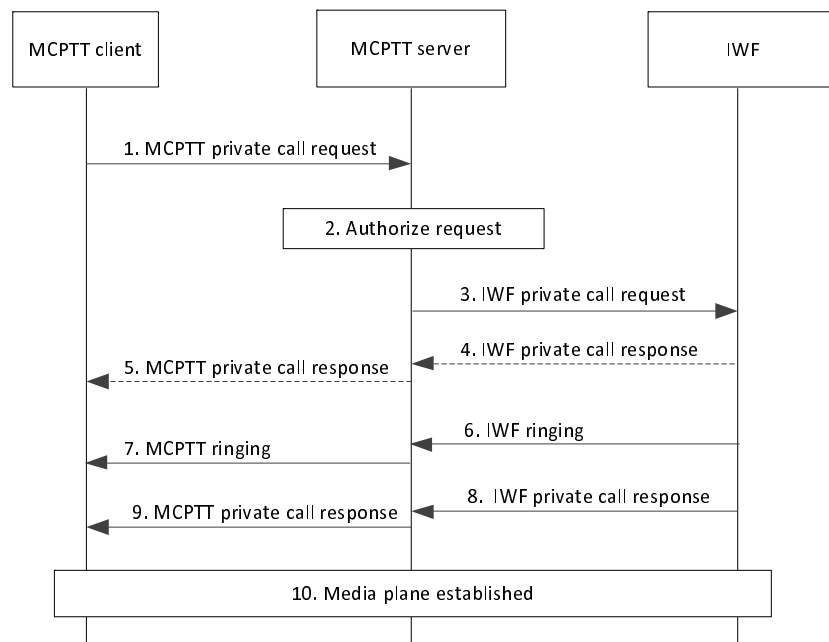 MCPTT client
MCPTT server
IWF
1. MCPTT private call request
2. Authorize request
3. IWF private call request
4. IWF private call response
5. MCPTT private call response
6. IWF ringing
7. MCPTT ringing
8. IWF private call response
9. MCPTT private call response
10. Media plane established